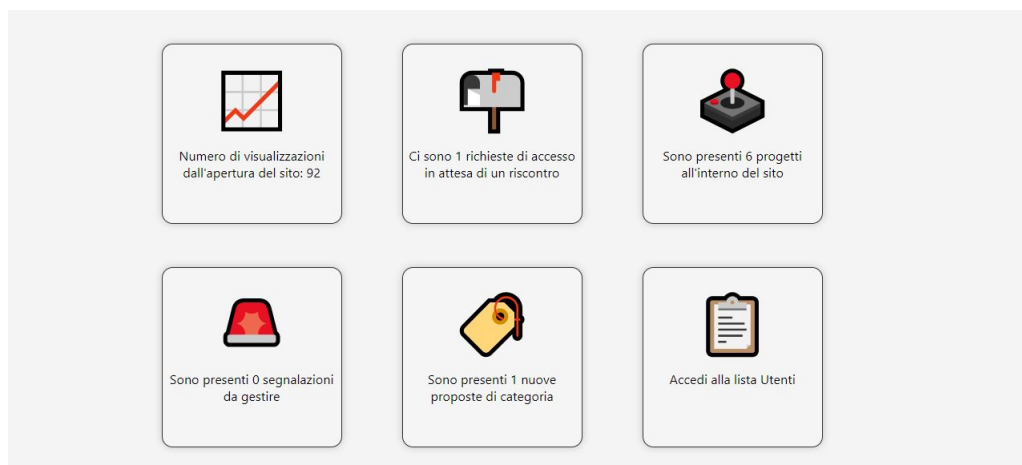 Numero di visualizzazioni
dall'apertura del sito: 92
Ci sono 1 richieste di accesso
in attesa di un riscontro
Sono presenti 6 progetti
all'interno del sito
Sono presenti 0 segnalazioni
da gestire
Sono presenti 1 nuove
proposte di categoria
Accedi alla lista Utenti